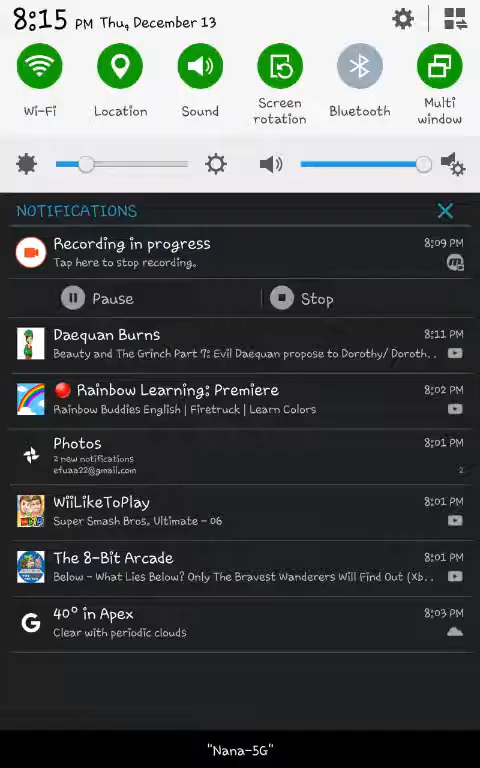 8:15 PM Thu, December 13
Wi-Fi
Location
Sound
Screen rotation
Bluetooth
Multi window
NOTIFICATIONS
Recording in progress 8:09 PM
Tap here to stop recording.
Pause Stop
Daequan Burns 8:11 PM
Beauty and The Grinch Part 7: Evil Daequan propose to Dorothy/ Doroth..
Rainbow Learning: Premiere 8:02 PM
Rainbow Buddies English | Firetruck | Learn Colors
Photos 8:01 PM
2 new notifications
efuaa22@gmail.com 2
WiiLikeToPlay 8:01 PM
Super Smash Bros. Ultimate - 06
The 8-Bit Arcade 8:01 PM
Below - What Lies Below? Only The Bravest Wanderers Will Find Out (Xb..
G
40° in Apex 8:03 PM
Clear with periodic clouds
"Nana-5G"